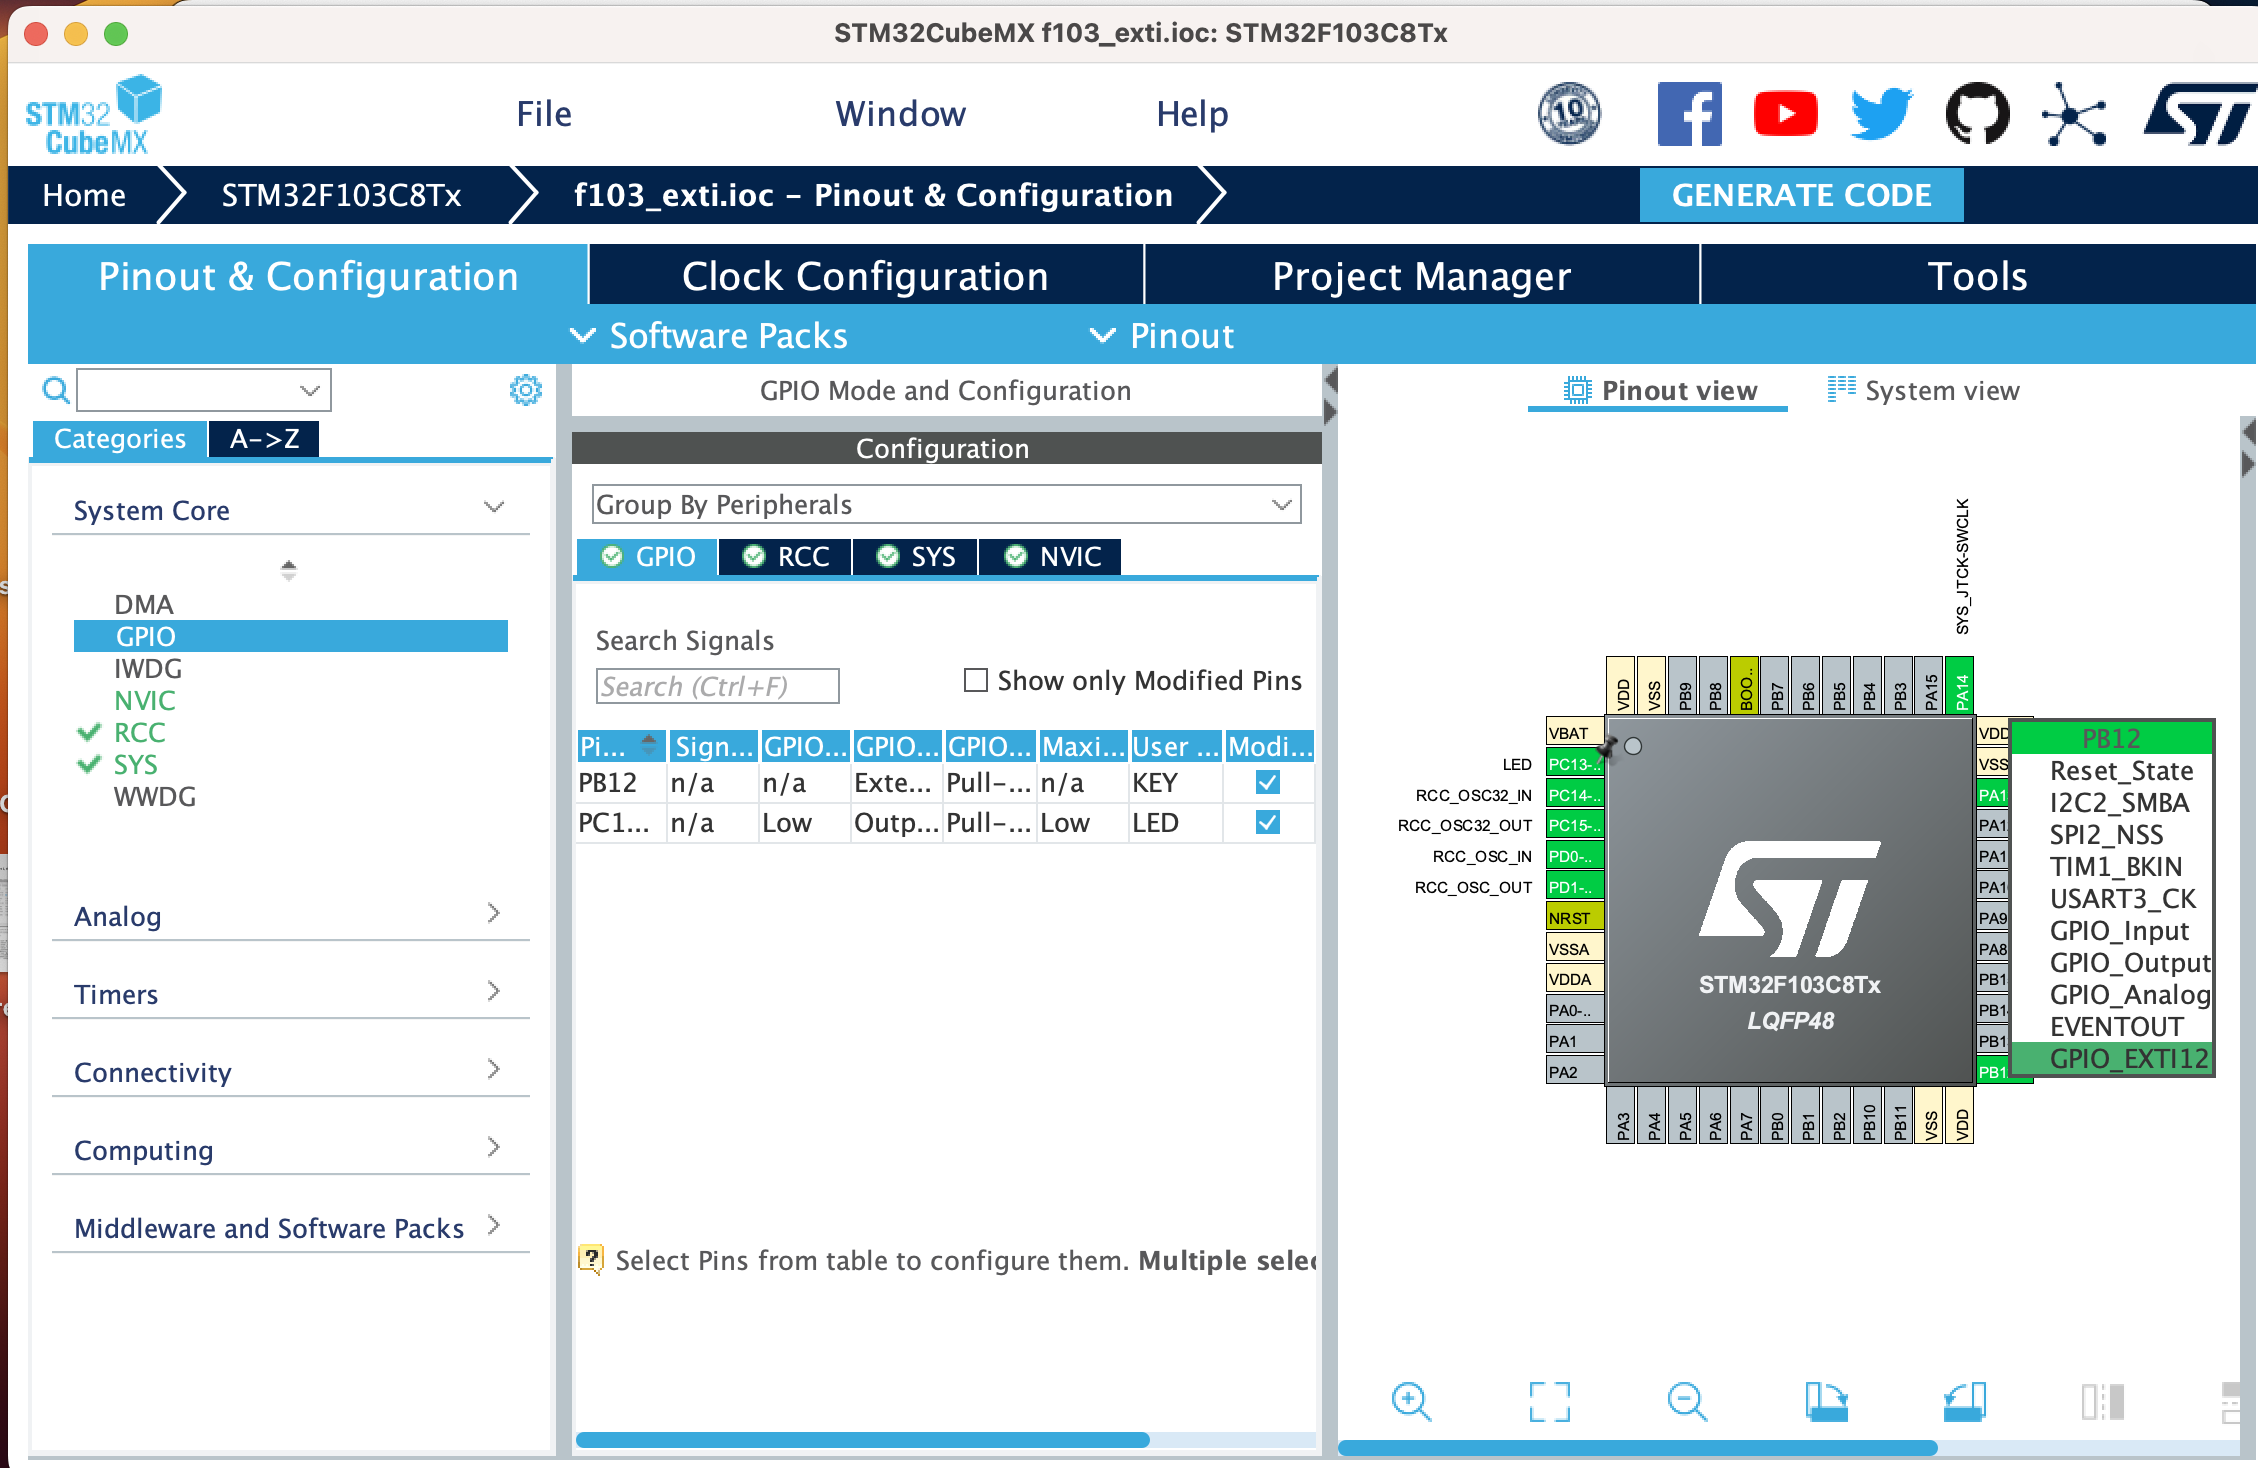 STM32CubeMX f103_exti.ioc: STM32F103C8Tx
STM32
CubeMX
File
Window
Help
10
YEARS
ST
Home
STM32F103C8Tx
f103_exti.ioc – Pinout & Configuration
GENERATE CODE
Pinout & Configuration
Clock Configuration
Project Manager
Tools
Software Packs
Pinout
Categories
A->Z
System Core
DMA
GPIO
IWDG
NVIC
RCC
SYS
WWDG
Analog
Timers
Connectivity
Computing
Middleware and Software Packs
GPIO Mode and Configuration
Configuration
Group By Peripherals
GPIO
RCC
SYS
NVIC
Search Signals
Search (Ctrl+F)
Show only Modified Pins
Pi... Sign... GPIO... GPIO... GPIO... Maxi... User ... Modi...
PB12 n/a n/a Exte... Pull-... n/a KEY
PC1... n/a Low Outp... Pull-... Low LED
Select Pins from table to configure them. Multiple selec
Pinout view
System view
SYS_JTCK-SWCLK
VDD VSS PB9 PB8 BOO.. PB7 PB6 PB5 PB4 PB3 PA15 PA14
VBAT
LED PC13-..
RCC_OSC32_IN PC14-..
RCC_OSC32_OUT PC15-..
RCC_OSC_IN PD0-..
RCC_OSC_OUT PD1-..
NRST
VSSA
VDDA
PA0-..
PA1
PA2
STM32F103C8Tx
LQFP48
VDD
VSS
PA1
PA1
PA1
PA1
PA9
PA8
PB1
PB1
PB1
PB1
PB12
Reset_State
I2C2_SMBA
SPI2_NSS
TIM1_BKIN
USART3_CK
GPIO_Input
GPIO_Output
GPIO_Analog
EVENTOUT
GPIO_EXTI12
PA3 PA4 PA5 PA6 PA7 PB0 PB1 PB2 PB10 PB11 VSS VDD